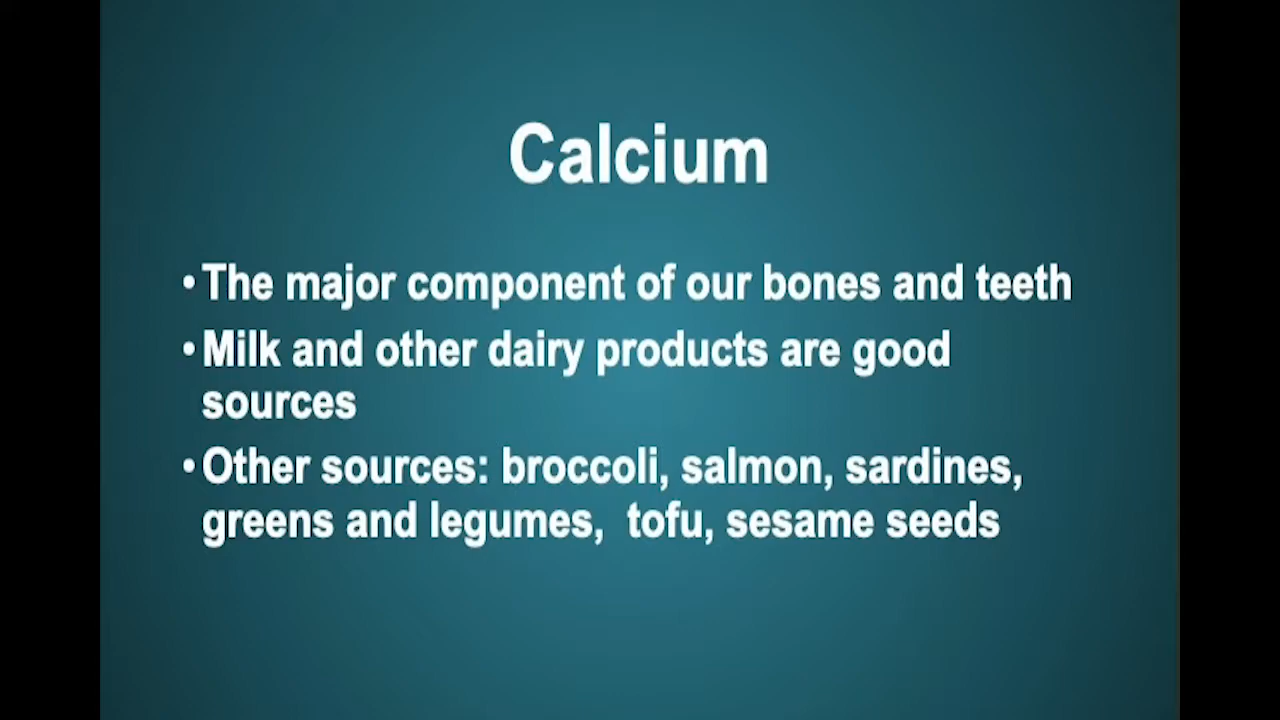 Calcium
•The major component of our bones and teeth
•Milk and other dairy products are good
sources
•Other sources: broccoli, salmon, sardines,
greens and legumes,  tofu, sesame seeds